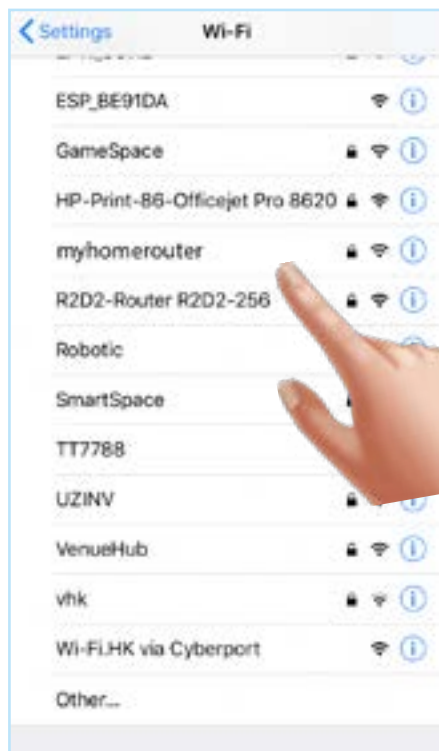 Settings
Wi-Fi
ESP_BE91DA
GameSpace
HP-Print-86-Officejet Pro 8620
myhomerouter
R2D2-Router R2D2-256
Robotic
SmartSpace
TT7788
UZINV
VenueHub
vhk
Wi-Fi.HK via Cyberport
Other...